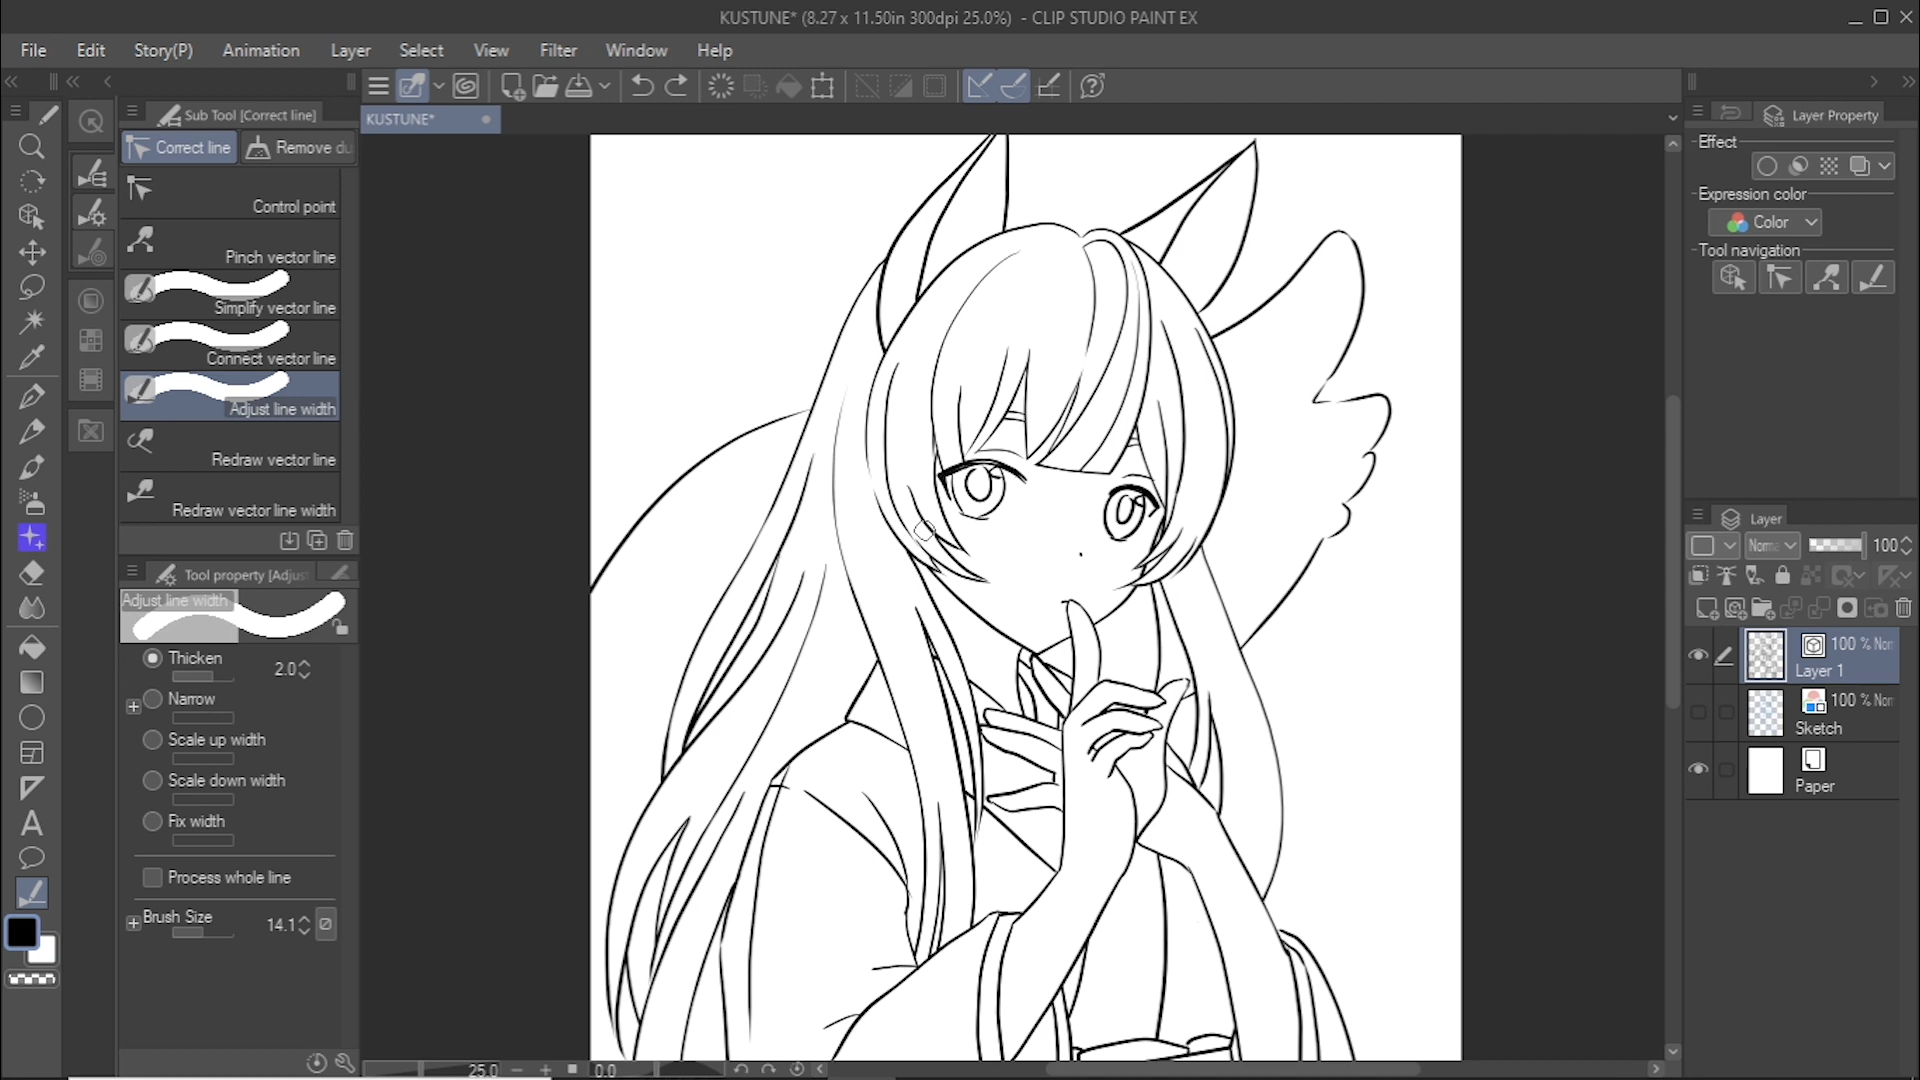 KUSTUNE* (8.27 x 11.50in 300dpi 25.0%) - CLIP STUDIO PAINT EX
File Edit Story(P) Animation Layer Select View Filter Window Help
KUSTUNE*
Sub Tool [Correct line]
Correct line Remove du
Control point
Pinch vector line
Simplify vector line
Connect vector line
Adjust line width
Redraw vector line
Redraw vector line width
Tool property [Adjus
Adjust line width
Thicken 2.0
Narrow
Scale up width
Scale down width
Fix width
Process whole line
Brush Size 14.1
25.0 0.0
Layer Property
Effect
Expression color
Color
Tool navigation
Layer
Norma 100
100 % Nor
Layer 1
100 % Nor
Sketch
Paper